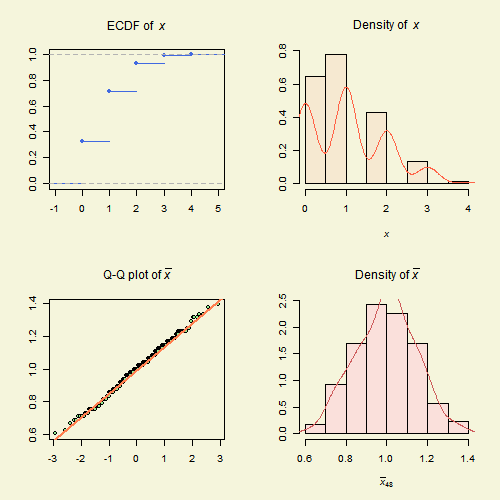 ECDF of x
Density of x
1.0
0.8
0.6
0.4
0.2
0.0
-1 0 1 2 3 4 5
0.8
0.6
0.4
0.2
0.0
0 1 2 3 4
x
Q-Q plot of x̅
Density of x̅
1.4
1.2
1.0
0.8
0.6
-3 -2 -1 0 1 2 3
2.5
2.0
1.5
1.0
0.5
0.0
0.6 0.8 1.0 1.2 1.4
x̅48